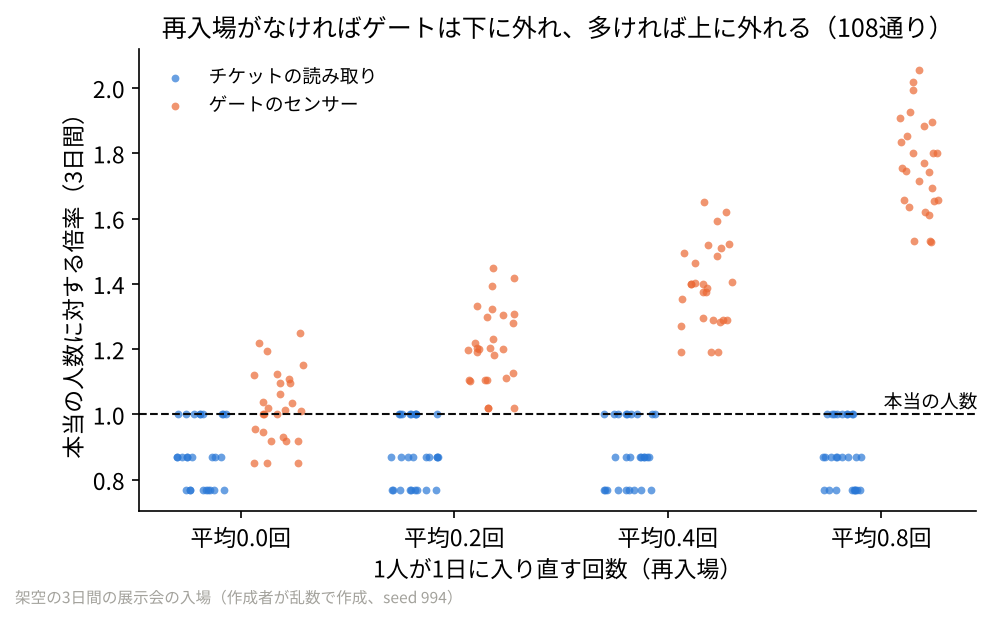 再入場がなければゲートは下に外れ、多ければ上に外れる（108通り）
チケットの読み取り
ゲートのセンサー
本当の人数に対する倍率（3日間）
2.0
1.8
1.6
1.4
1.2
1.0
0.8
本当の人数
平均0.0回
平均0.2回
平均0.4回
平均0.8回
1人が1日に入り直す回数（再入場）
架空の3日間の展示会の入場（作成者が乱数で作成、seed 994）